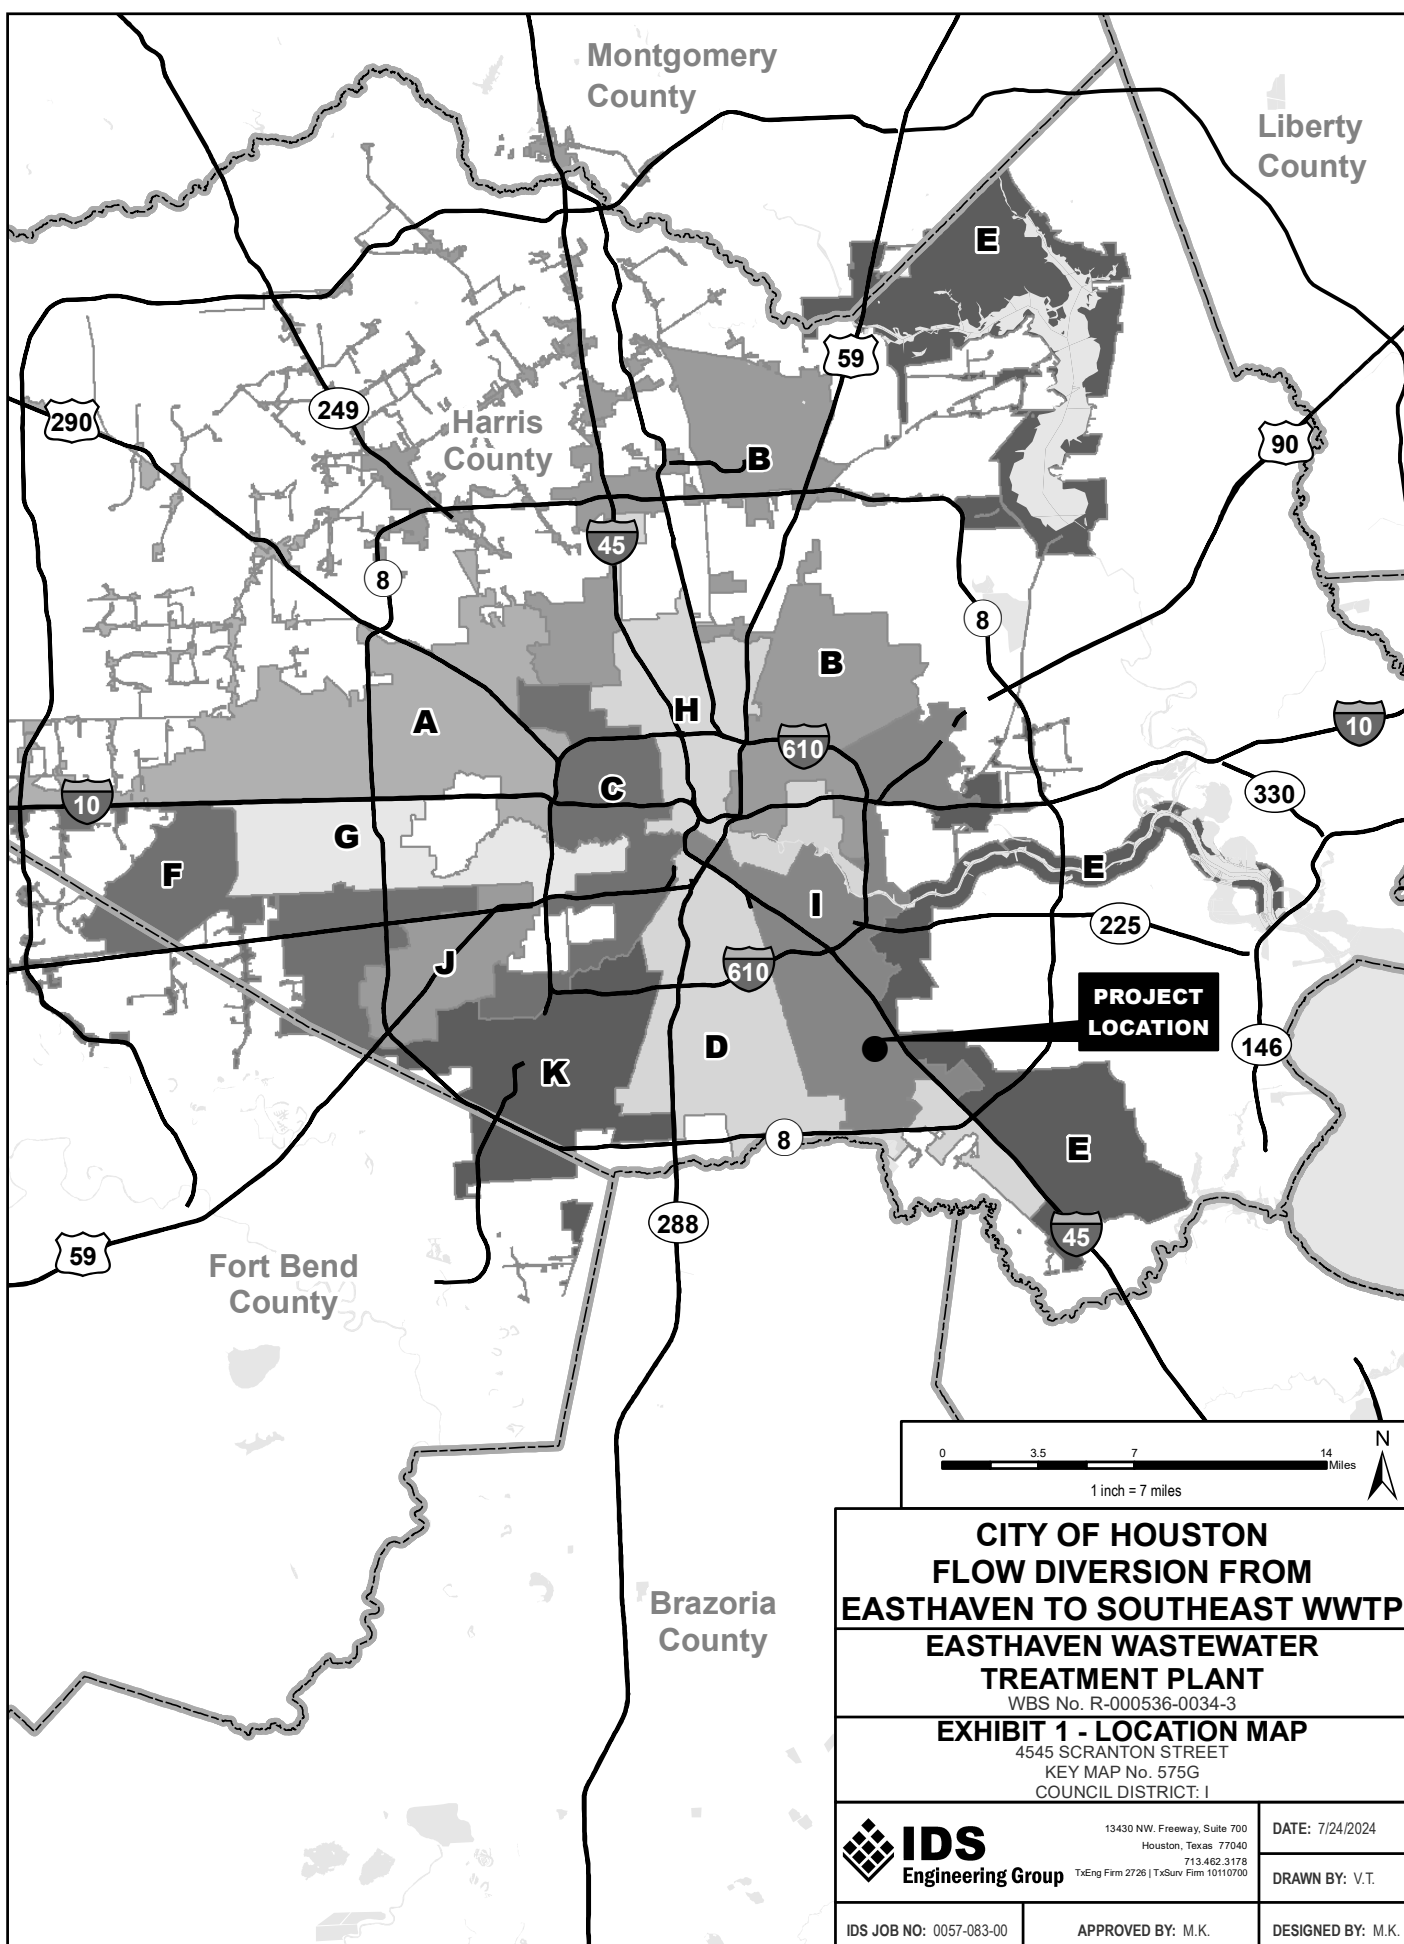 Montgomery
County
Liberty
County
E
59
290
249
Harris
County
90
B
45
8
8
B
A
H
10
610
C
10
330
G
F
E
I
225
J
610
PROJECT
LOCATION
D
146
K
8
E
288
45
59
Fort Bend
County
N
0
3.5
7
14
Miles
1 inch = 7 miles
CITY OF HOUSTON
FLOW DIVERSION FROM
EASTHAVEN TO SOUTHEAST WWTP
Brazoria
County
EASTHAVEN WASTEWATER
TREATMENT PLANT
WBS No. R-000536-0034-3
EXHIBIT 1 - LOCATION MAP
4545 SCRANTON STREET
KEY MAP No. 575G
COUNCIL DISTRICT: I
IDS
Engineering Group
13430 NW. Freeway, Suite 700
Houston, Texas 77040
713.462.3178
TxEng Firm 2726 | TxSurv Firm 10110700
DATE: 7/24/2024
DRAWN BY: V.T.
IDS JOB NO: 0057-083-00
APPROVED BY: M.K.
DESIGNED BY: M.K.